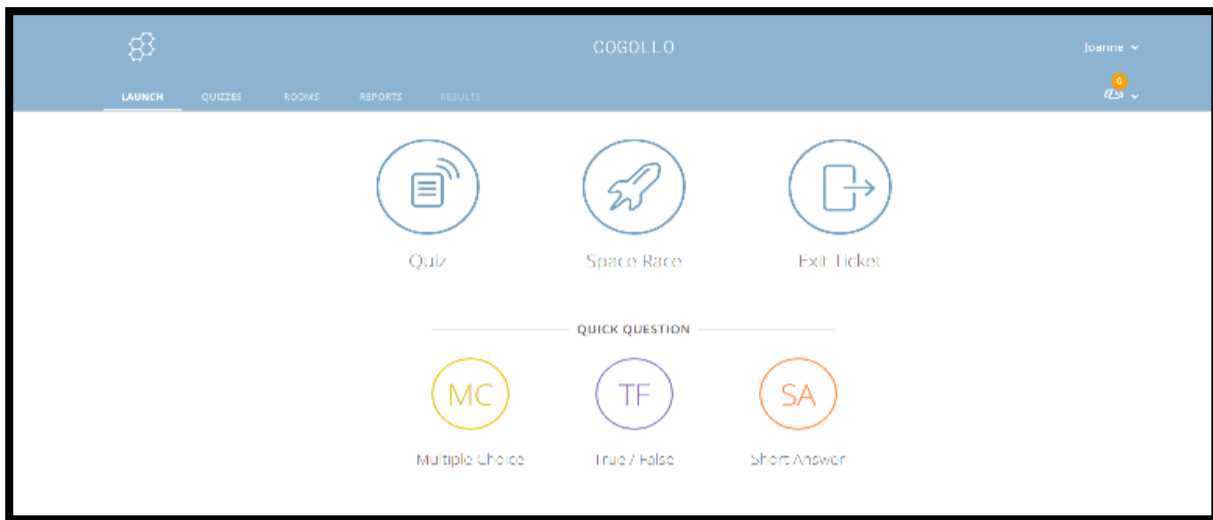 COGOLLO
Joanne
0
LAUNCH QUIZZES ROOMS REPORTS RESULTS
Quiz Space Race Exit Ticket
QUICK QUESTION
MC TF SA
Multiple Choice True / False Short Answer